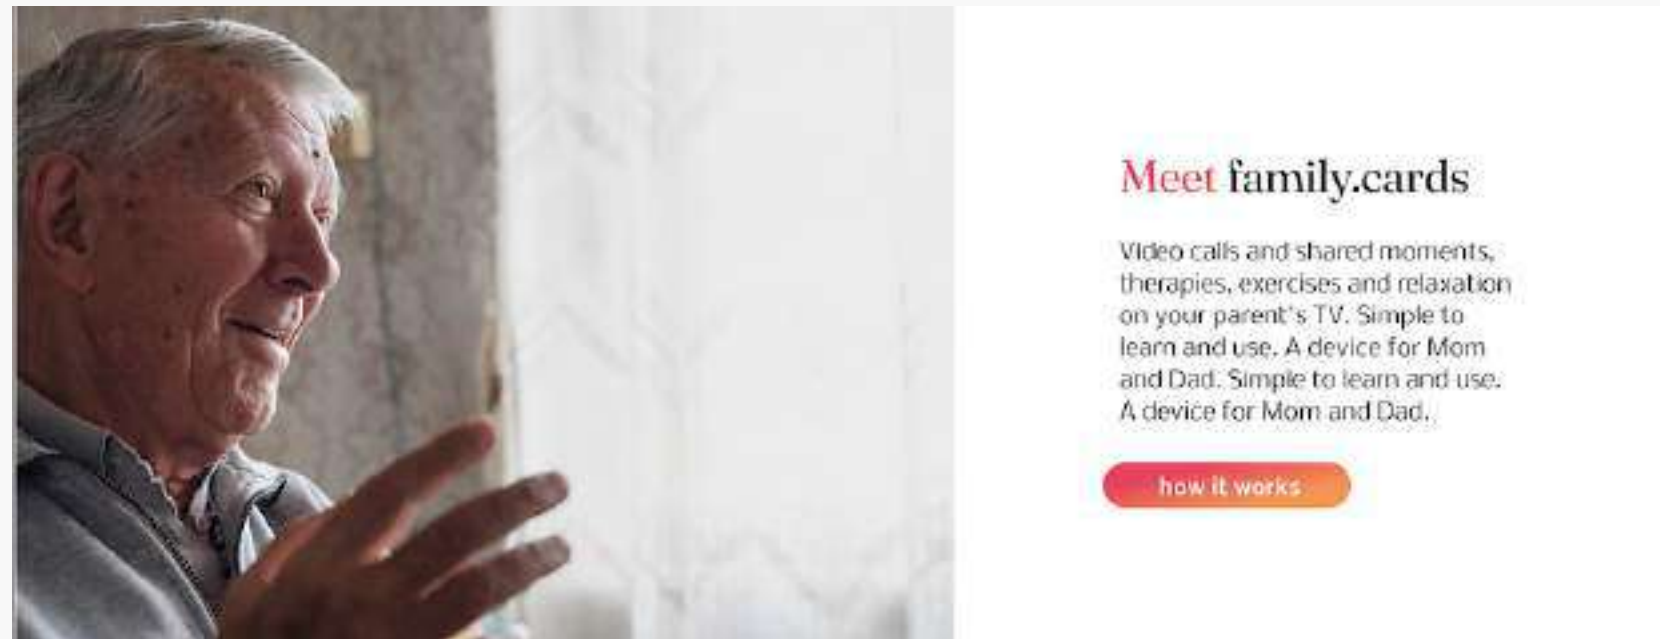 Meet family.cards
Video calls and shared moments,
therapies, exercises and relaxation
on your parent's TV. Simple to
learn and use. A device for Mom
and Dad. Simple to learn and use.
A device for Mom and Dad.
how it works